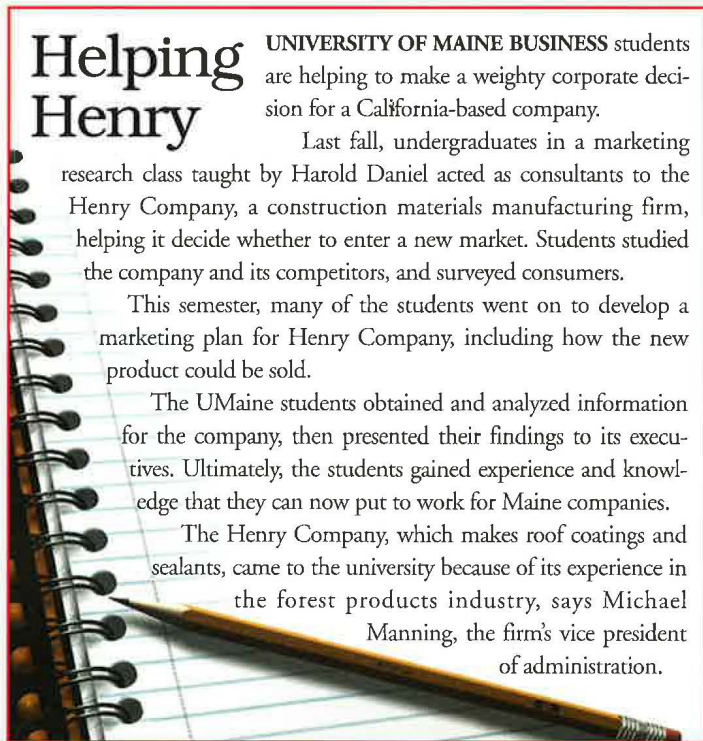 Helping
Henry
UNIVERSITY OF MAINE BUSINESS students
are helping to make a weighty corporate deci-
sion for a California-based company.
Last fall, undergraduates in a marketing
research class taught by Harold Daniel acted as consultants to the
Henry Company, a construction materials manufacturing firm,
helping it decide whether to enter a new market. Students studied
the company and its competitors, and surveyed consumers.
This semester, many of the students went on to develop a
marketing plan for Henry Company, including how the new
product could be sold.
The UMaine students obtained and analyzed information
for the company, then presented their findings to its execu-
tives. Ultimately, the students gained experience and knowl-
edge that they can now put to work for Maine companies.
The Henry Company, which makes roof coatings and
sealants, came to the university because of its experience in
the forest products industry, says Michael
Manning, the firm's vice president
of administration.